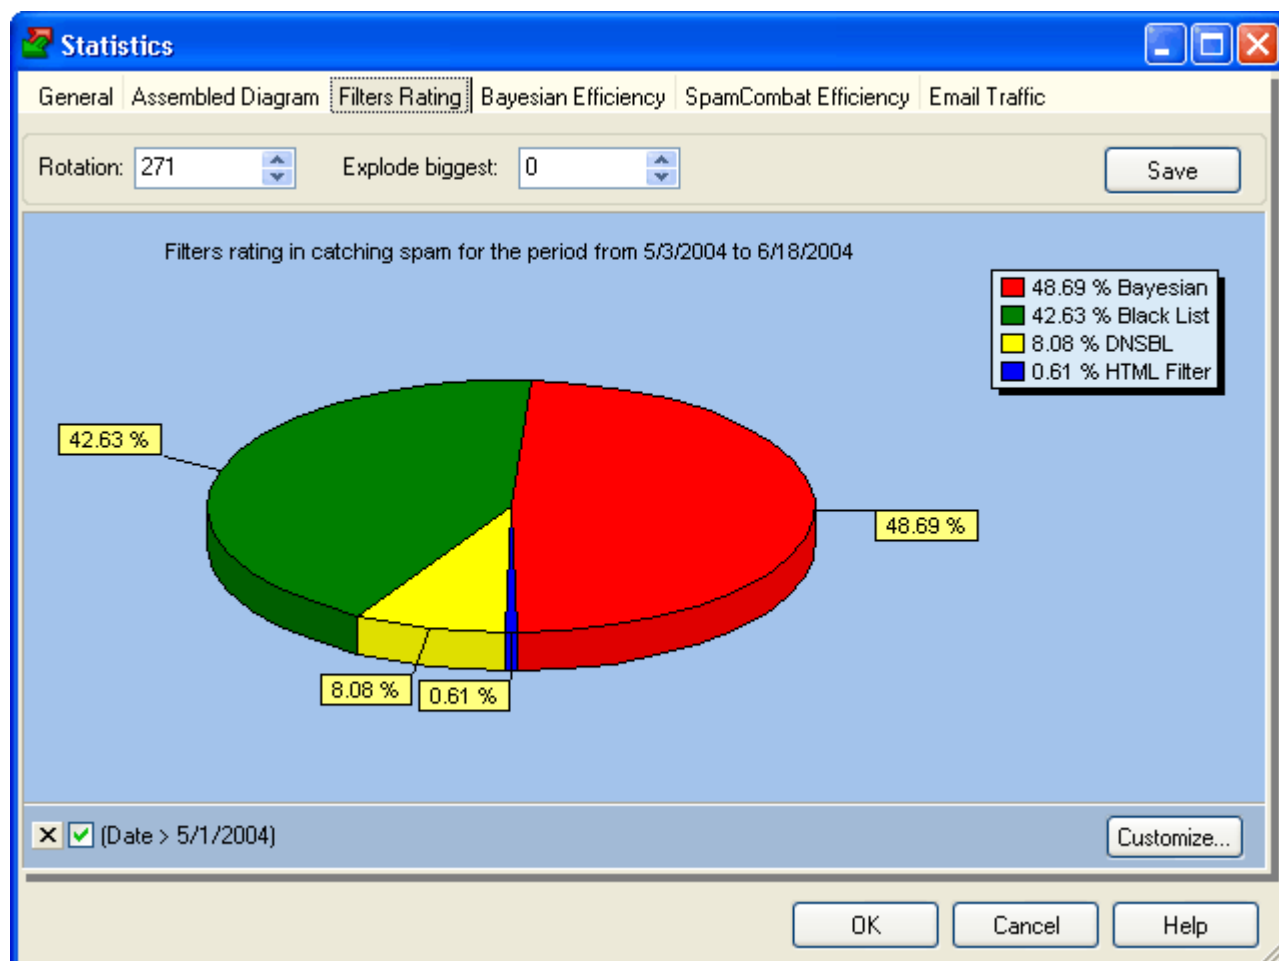 Statistics
General Assembled Diagram Filters Rating Bayesian Efficiency SpamCombat Efficiency Email Traffic
Rotation: 271 Explode biggest: 0 Save
Filters rating in catching spam for the period from 5/3/2004 to 6/18/2004
48.69 % Bayesian
42.63 % Black List
8.08 % DNSBL
0.61 % HTML Filter
42.63 %
48.69 %
8.08 %
0.61 %
(Date > 5/1/2004) Customize...
OK Cancel Help